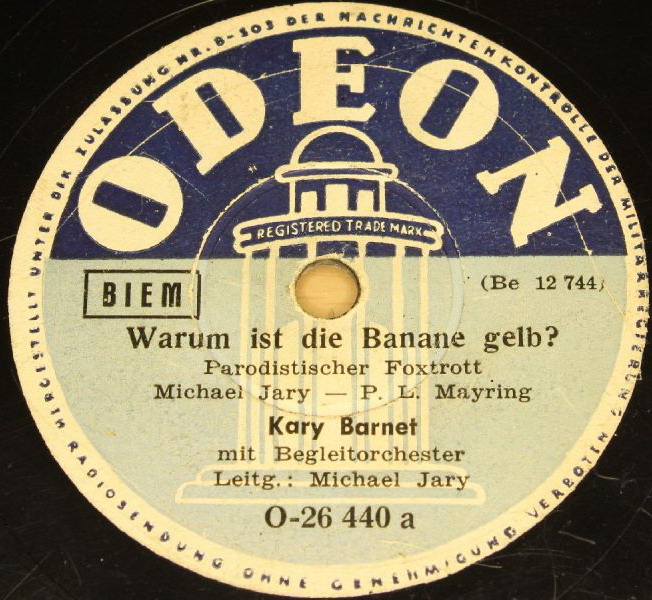 HERGESTELLT UNTER DER ZULASSUNG NR. B-303 DER NACHRICHTENKONTROLLE DER MILITÄRREGIERUNG
ODEON
REGISTERED TRADE MARK
BIEM
(Be 12 744)
Warum ist die Banane gelb?
Parodistischer Foxtrott
Michael Jary — P. L. Mayring
Kary Barnet
mit Begleitorchester
Leitg.: Michael Jary
O-26 440 a
RADIOSENDUNG OHNE GENEHMIGUNG VERBOTEN